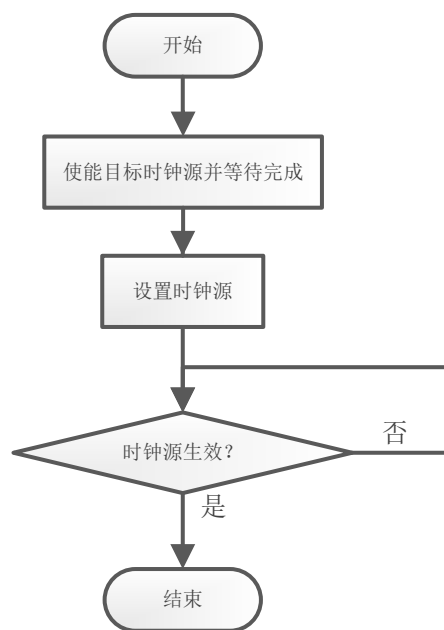 开始
使能目标时钟源并等待完成
设置时钟源
时钟源生效？
否
是
结束